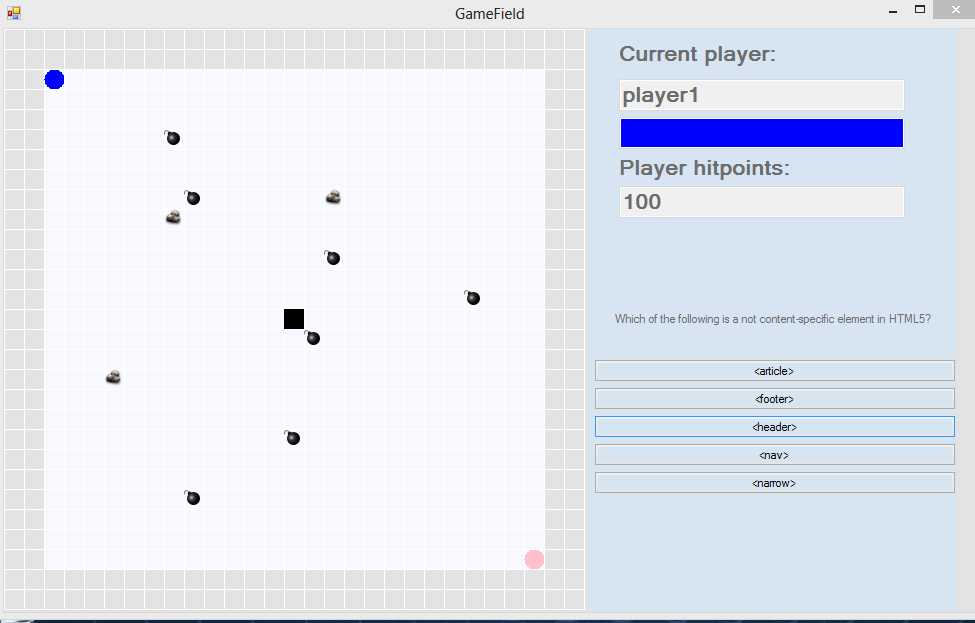 GameField
Current player:
player1
Player hitpoints:
100
Which of the following is a not content-specific element in HTML5?
<article>
<footer>
<header>
<nav>
<narrow>